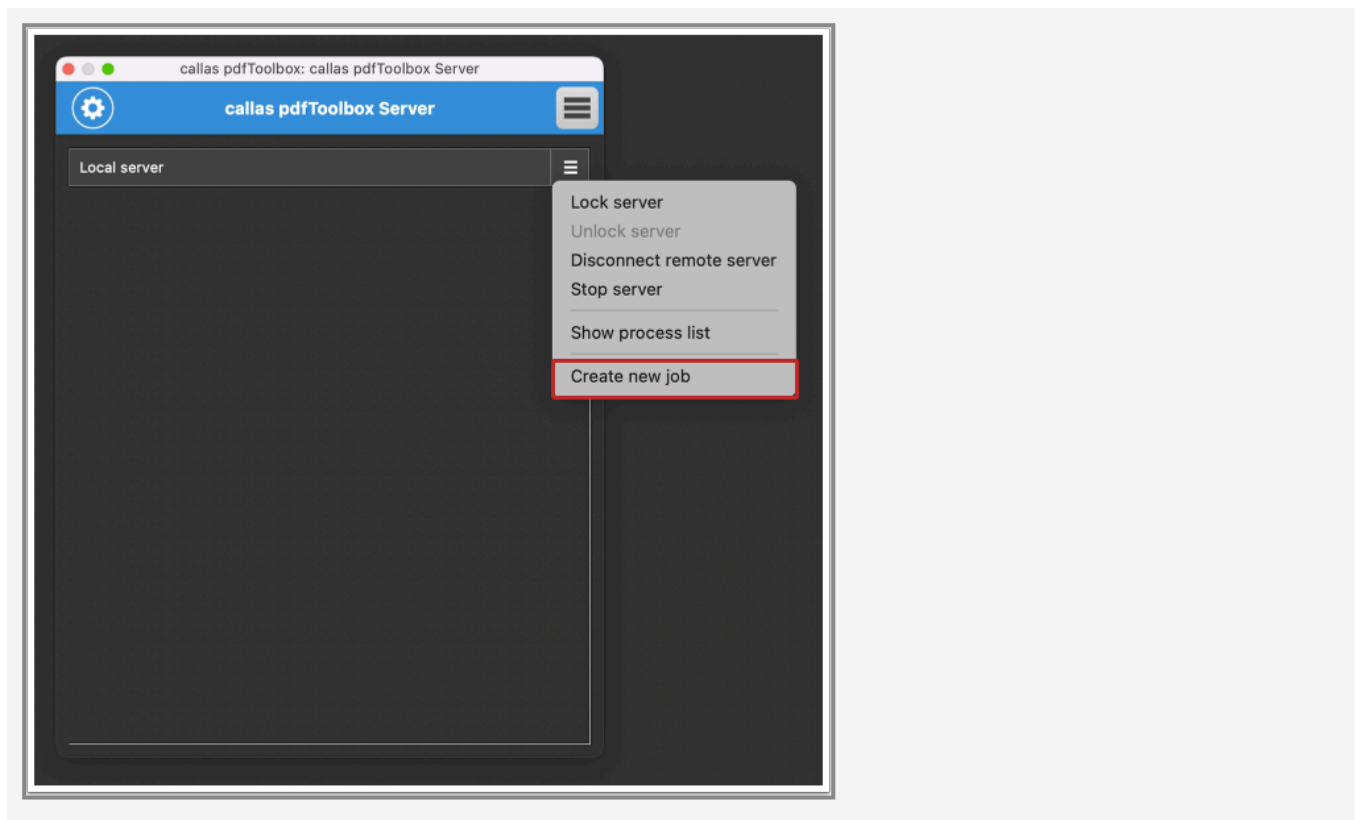 callas pdfToolbox: callas pdfToolbox Server
callas pdfToolbox Server
Local server
Lock server
Unlock server
Disconnect remote server
Stop server
Show process list
Create new job